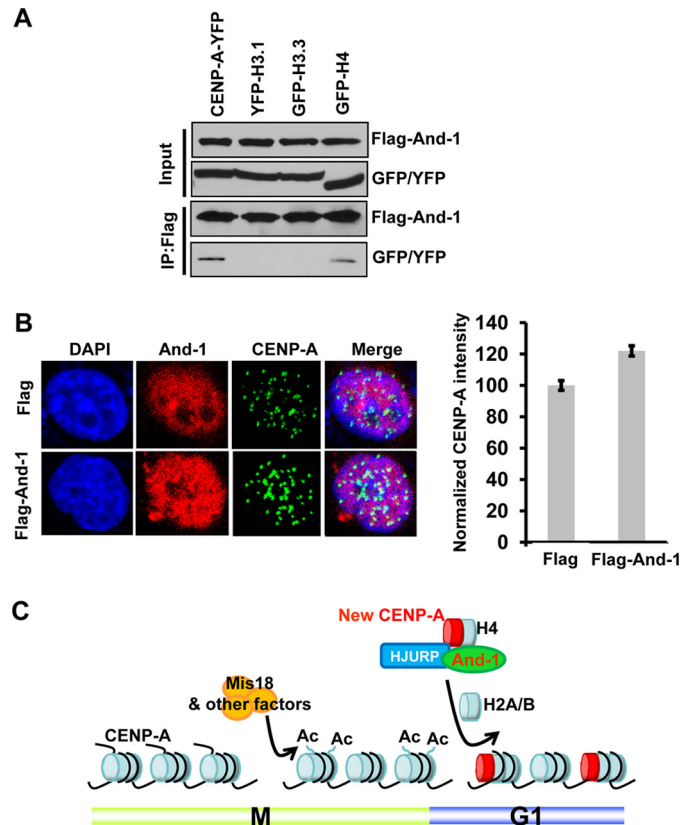 A
CENP-A-YFP
YFP-H3.1
GFP-H3.3
GFP-H4
Input
Flag-And-1
GFP/YFP
IP:Flag
Flag-And-1
GFP/YFP
B
DAPI
And-1
CENP-A
Merge
Flag
Flag-And-1
Normalized CENP-A intensity
140
120
100
80
60
40
20
0
Flag
Flag-And-1
C
New CENP-A
H4
HJURP
And-1
Mis18
& other factors
H2A/B
CENP-A
Ac
Ac
Ac
Ac
M
G1